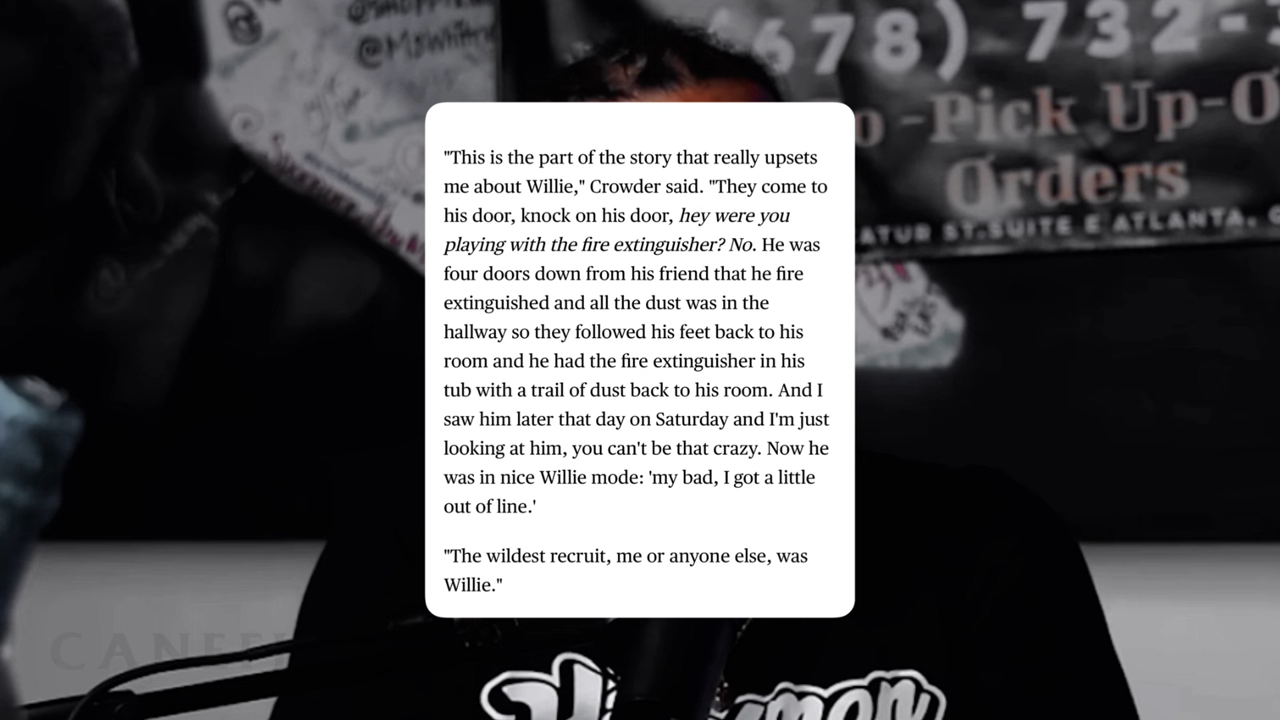 @MsWhitne
(678) 732-
-Pick Up-
Orders
ATUR ST.SUITE E ATLANTA,
"This is the part of the story that really upsets
me about Willie," Crowder said. "They come to
his door, knock on his door, hey were you
playing with the fire extinguisher? No. He was
four doors down from his friend that he fire
extinguished and all the dust was in the
hallway so they followed his feet back to his
room and he had the fire extinguisher in his
tub with a trail of dust back to his room. And I
saw him later that day on Saturday and I'm just
looking at him, you can't be that crazy. Now he
was in nice Willie mode: 'my bad, I got a little
out of line.'
"The wildest recruit, me or anyone else, was
Willie."